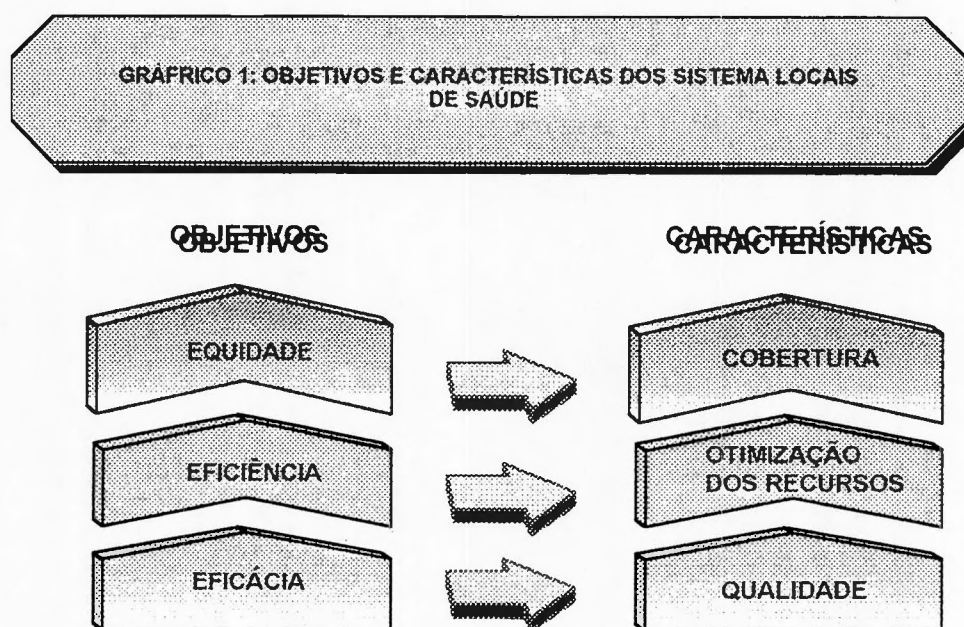 GRÁFRICO 1: OBJETIVOS E CARACTERÍSTICAS DOS SISTEMA LOCAIS
DE SAÚDE
OBJETIVOS
CARACTERÍSTICAS
EQUIDADE
COBERTURA
EFICIÊNCIA
OTIMIZAÇÃO
DOS RECURSOS
EFICÁCIA
QUALIDADE